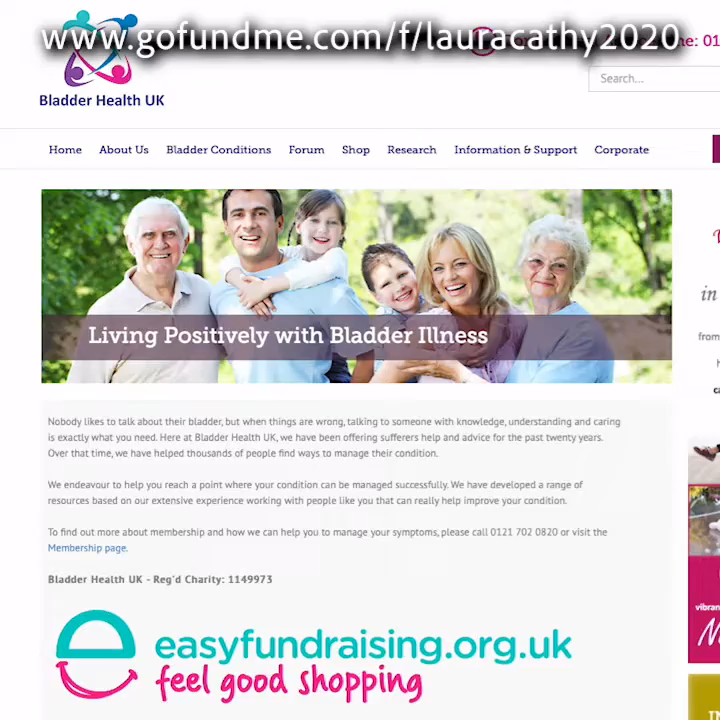 www.gofundme.com/f/lauracathy2020
Bladder Health UK
Search...
Home About Us Bladder Conditions Forum Shop Research Information & Support Corporate
Living Positively with Bladder Illness
Nobody likes to talk about their bladder, but when things are wrong, talking to someone with knowledge, understanding and caring
is exactly what you need. Here at Bladder Health UK, we have been offering sufferers help and advice for the past twenty years.
Over that time, we have helped thousands of people find ways to manage their condition.
We endeavour to help you reach a point where your condition can be managed successfully. We have developed a range of
resources based on our extensive experience working with people like you that can really help improve your condition.
To find out more about membership and how we can help you to manage your symptoms, please call 0121 702 0820 or visit the
Membership page.
Bladder Health UK - Reg'd Charity: 1149973
easyfundraising.org.uk
feel good shopping
in
from